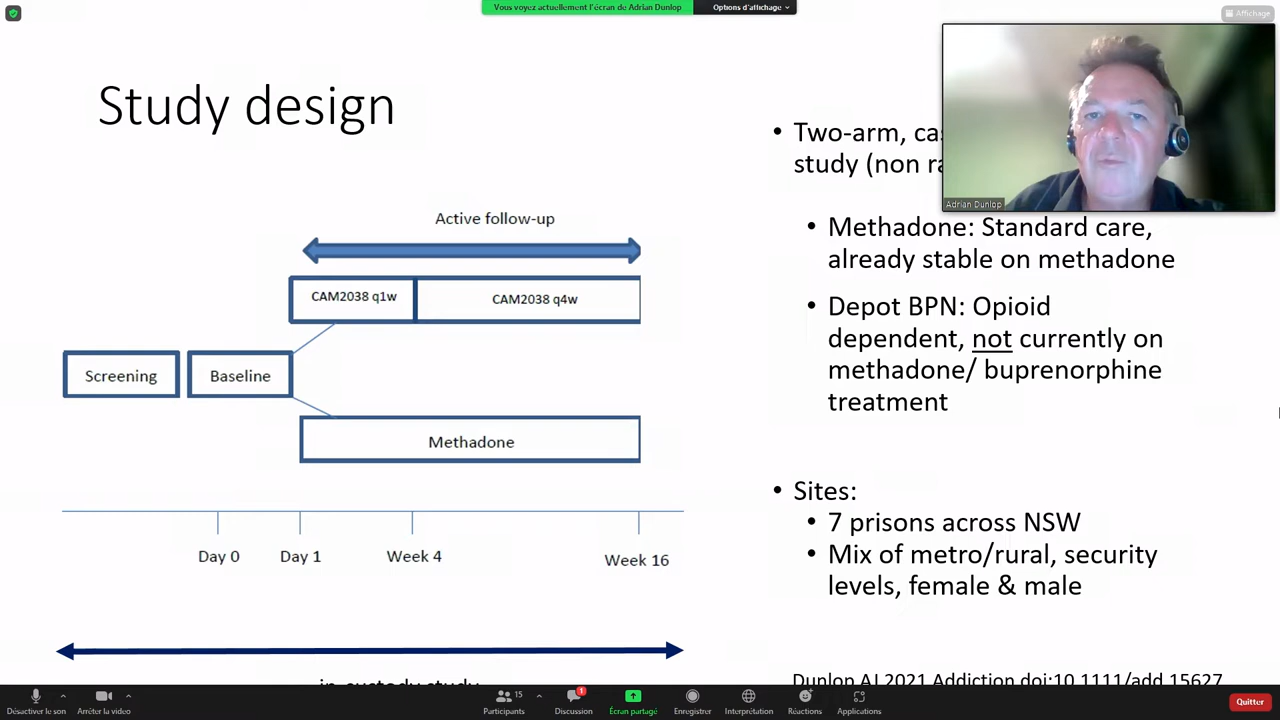 Vous voyez actuellement l'écran de Adrian Dunlop
Options d'affichage
Affichage
Study design
Adrian Dunlop
• Two-arm,
study (non
• Methadone: Standard care,
already stable on methadone
• Depot BPN: Opioid
dependent, not currently on
methadone/ buprenorphine
treatment
• Sites:
• 7 prisons across NSW
• Mix of metro/rural, security
levels, female & male
Active follow-up
CAM2038 q1w
CAM2038 q4w
Screening
Baseline
Methadone
Day 0
Day 1
Week 4
Week 16
in-custody study
Dunlop AJ 2021 Addiction doi:10.1111/add.15627
Désactiver le son
Arrêter la vidéo
15
Participants
1
Discussion
Écran partagé
Enregistrer
Interprétation
Réactions
Applications
Quitter